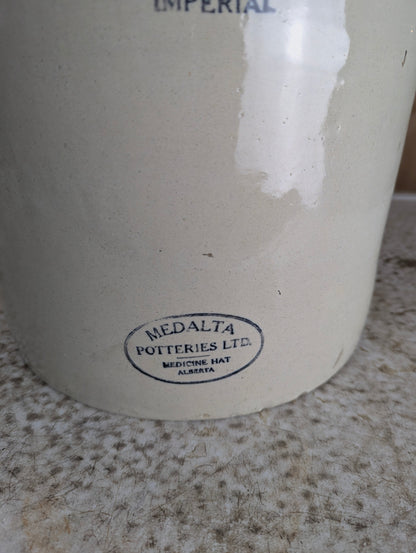 IMPERIAL
MEDALTA
POTTERIES LTD.
MEDICINE HAT
ALBERTA